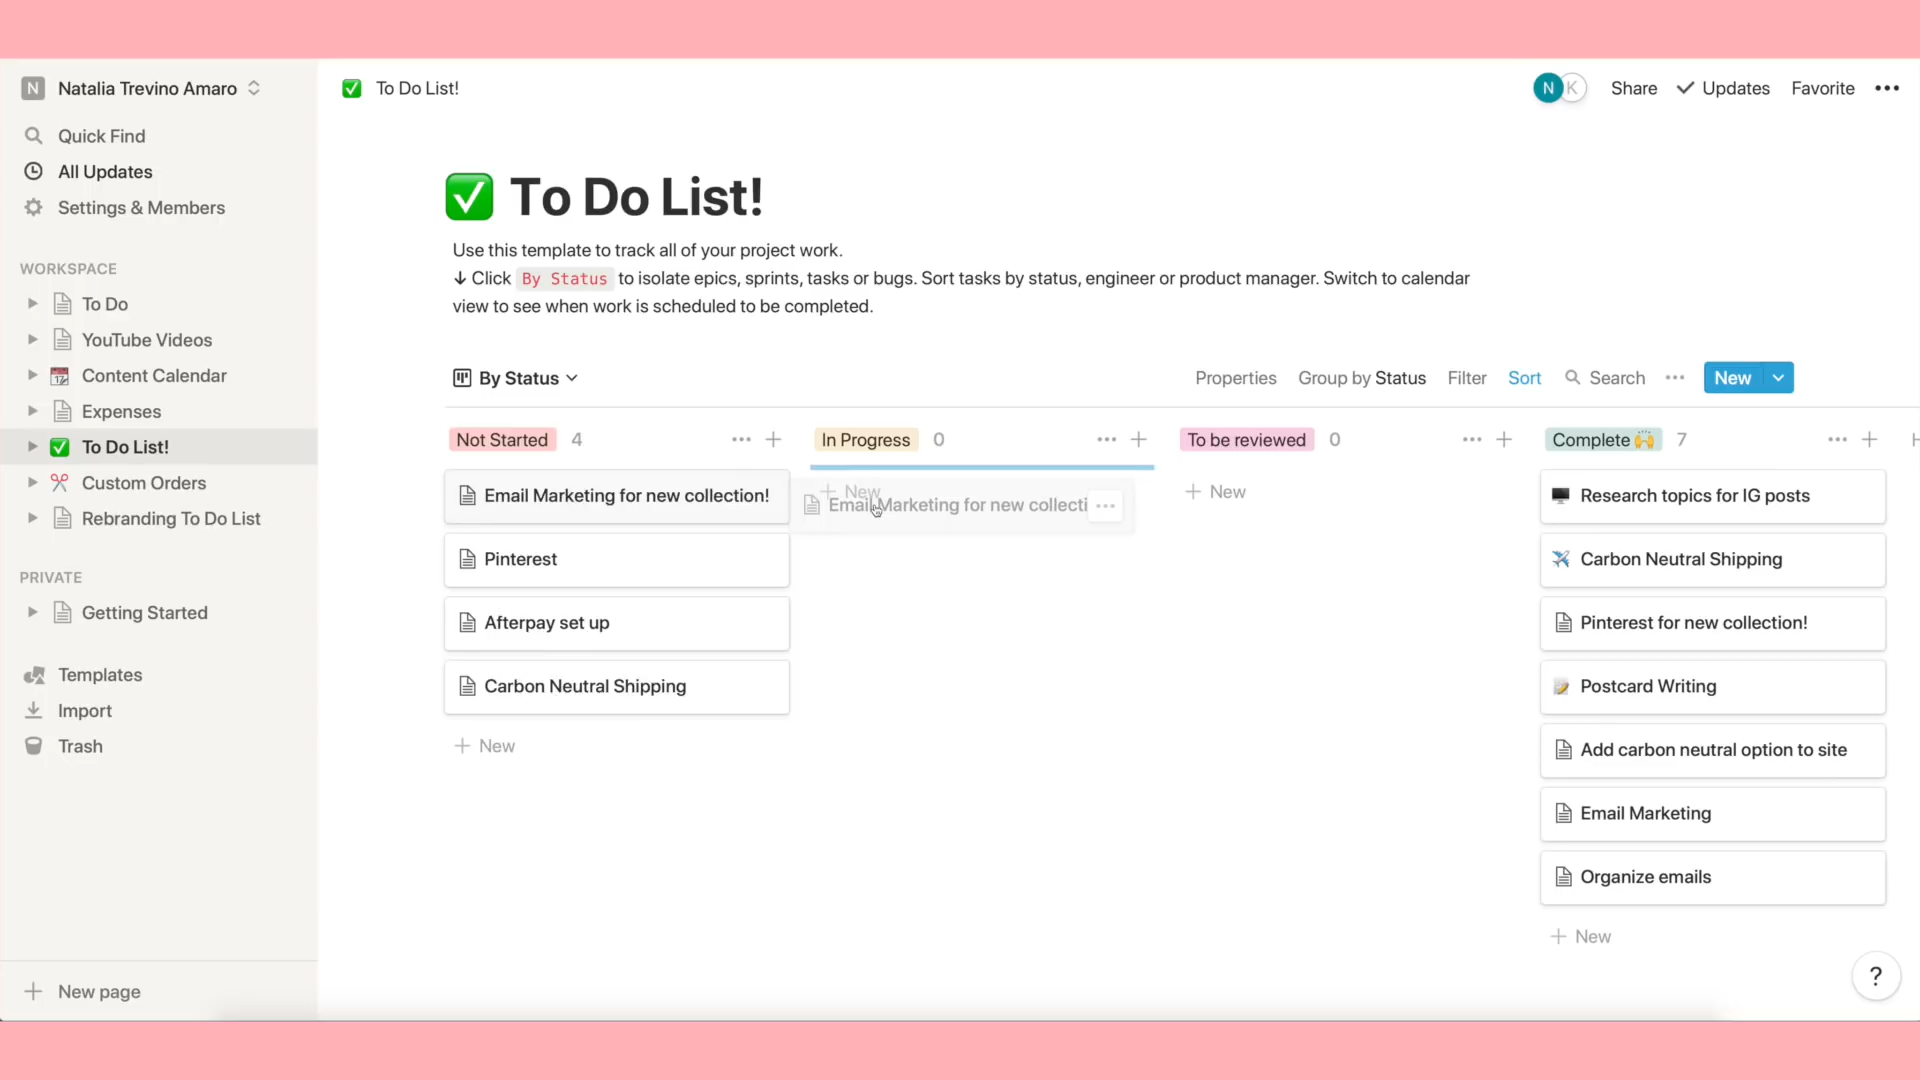 N Natalia Trevino Amaro
Quick Find
All Updates
Settings & Members
WORKSPACE
To Do
YouTube Videos
17 Content Calendar
Expenses
To Do List!
Custom Orders
Rebranding To Do List
PRIVATE
Getting Started
Templates
Import
Trash
New page
To Do List!
N K Share Updates Favorite
To Do List!
Use this template to track all of your project work.
↓ Click By Status to isolate epics, sprints, tasks or bugs. Sort tasks by status, engineer or product manager. Switch to calendar
view to see when work is scheduled to be completed.
By Status
Properties Group by Status Filter Sort Search New
Not Started 4
Email Marketing for new collection!
Pinterest
Afterpay set up
Carbon Neutral Shipping
+ New
In Progress 0
+ New
Email Marketing for new collecti
To be reviewed 0
+ New
Complete 🙌 7
Research topics for IG posts
Carbon Neutral Shipping
Pinterest for new collection!
Postcard Writing
Add carbon neutral option to site
Email Marketing
Organize emails
+ New
?